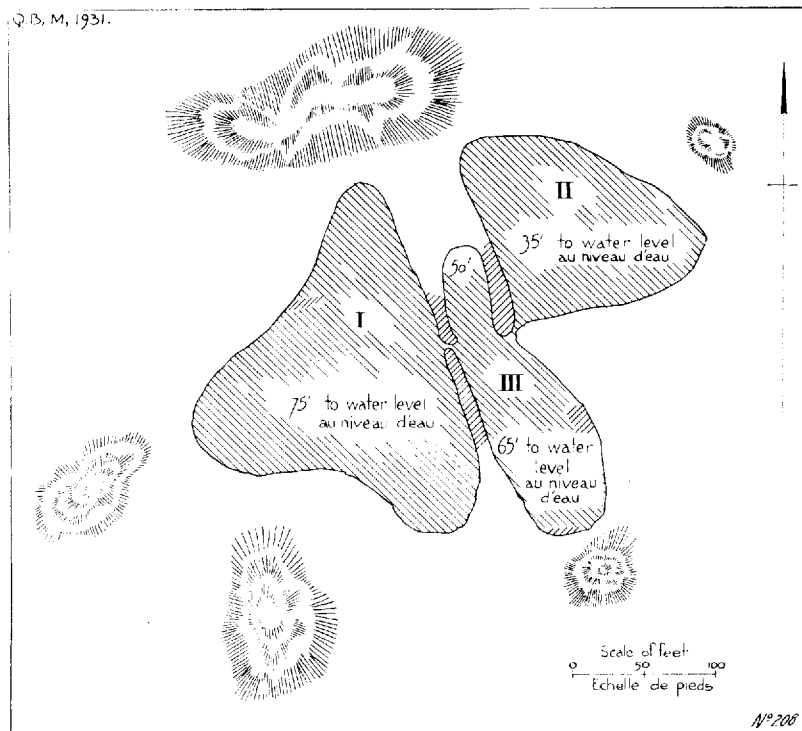 Q.B.M, 1931.
II
35' to water level
au niveau d'eau
50'
I
III
75' to water level
au niveau d'eau
65' to water
level
au niveau
d'eau
Scale of feet
0 50 100
Echelle de pieds
Nº 208